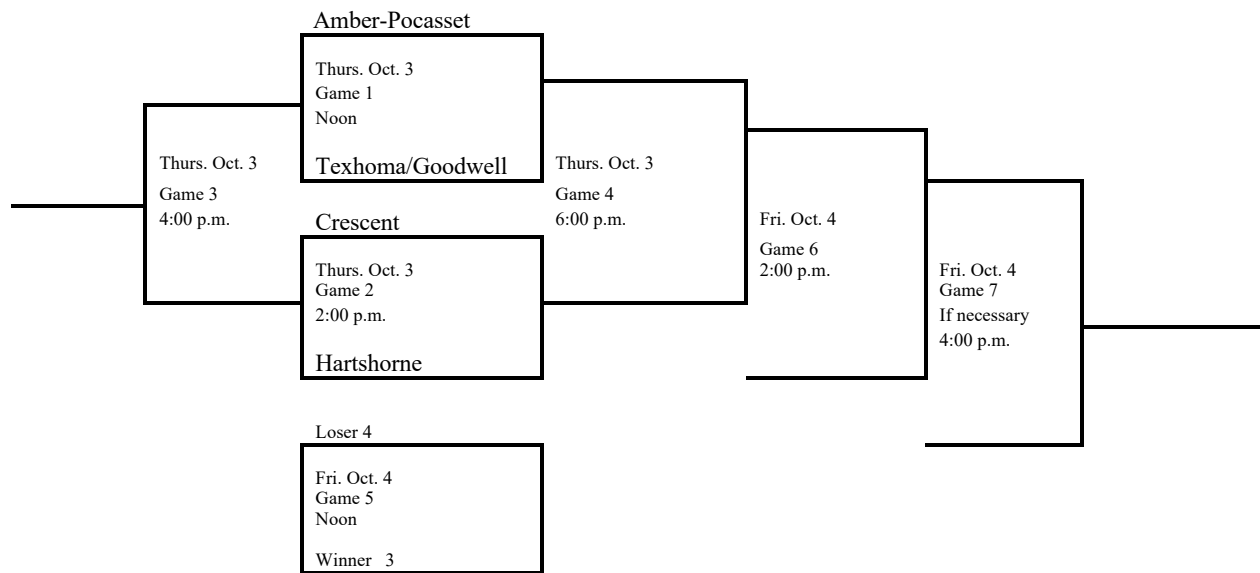 Amber-Pocasset
Thurs. Oct. 3
Game 1
Noon
Texhoma/Goodwell
Thurs. Oct. 3
Game 3
4:00 p.m.
Crescent
Thurs. Oct. 3
Game 2
2:00 p.m.
Hartshorne
Thurs. Oct. 3
Game 4
6:00 p.m.
Fri. Oct. 4
Game 6
2:00 p.m.
Fri. Oct. 4
Game 7
If necessary
4:00 p.m.
Loser 4
Fri. Oct. 4
Game 5
Noon
Winner 3